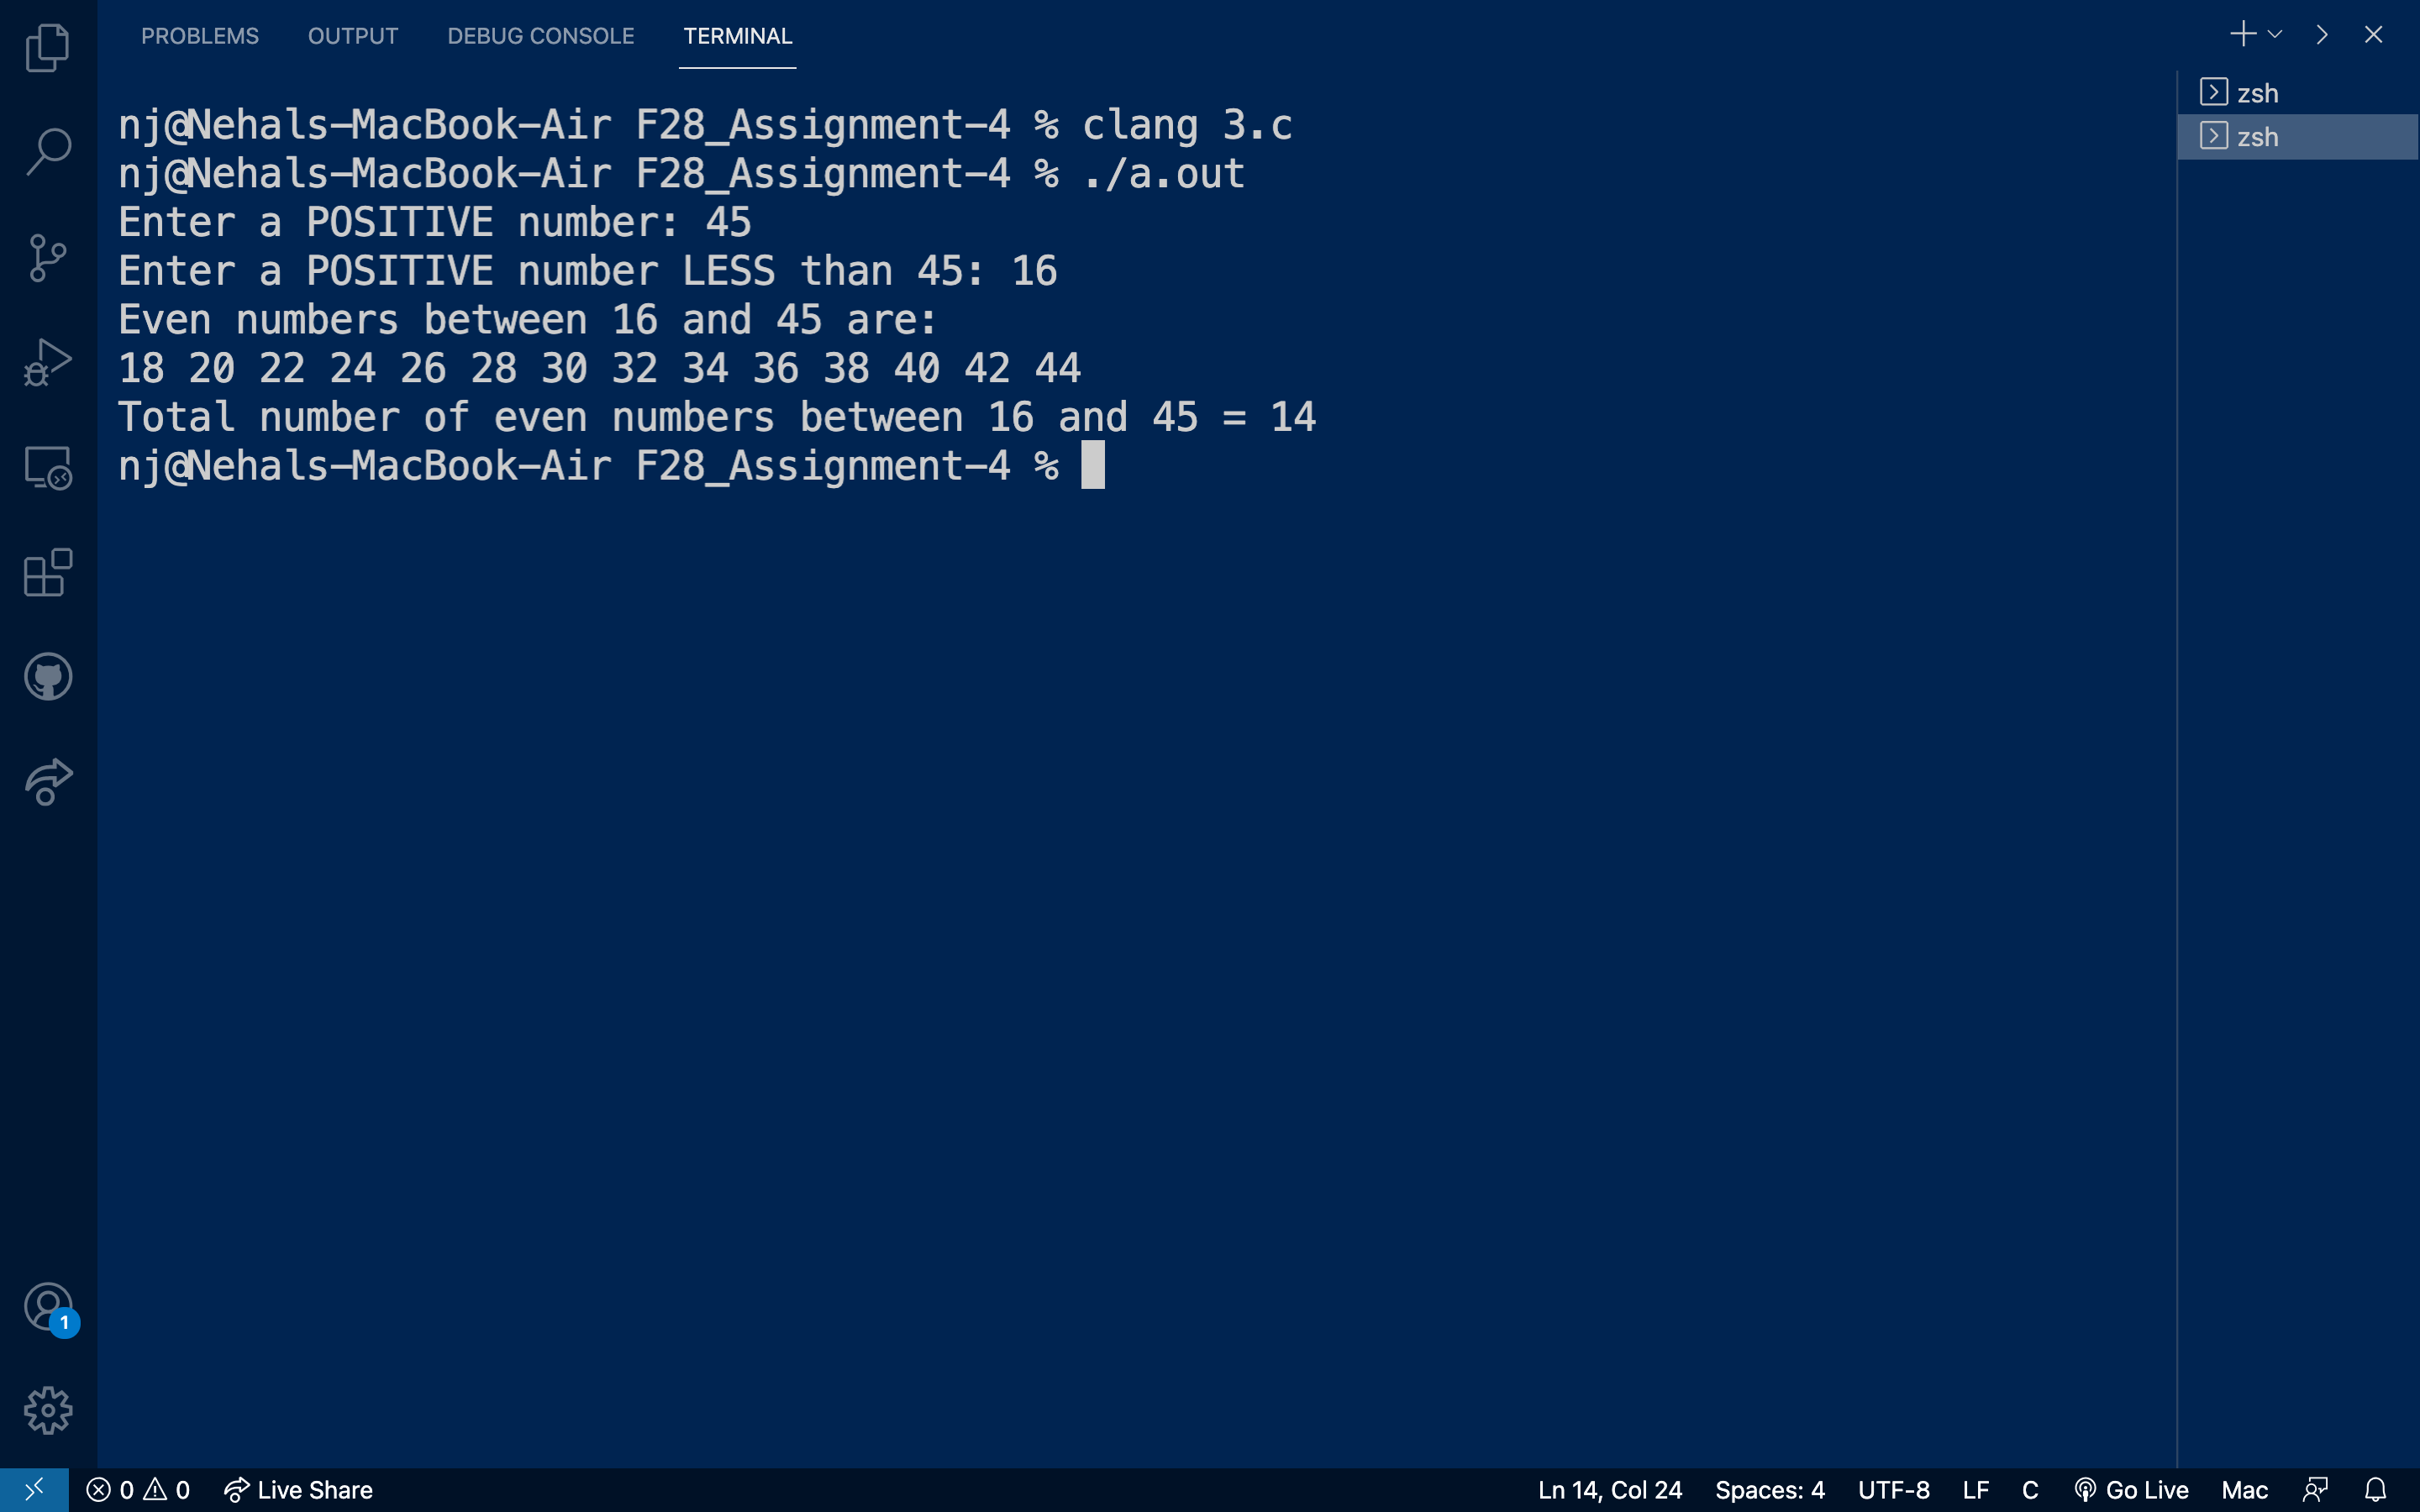 PROBLEMS OUTPUT DEBUG CONSOLE TERMINAL
zsh
zsh
nj@Nehals-MacBook-Air F28_Assignment-4 % clang 3.c
nj@Nehals-MacBook-Air F28_Assignment-4 % ./a.out
Enter a POSITIVE number: 45
Enter a POSITIVE number LESS than 45: 16
Even numbers between 16 and 45 are:
18 20 22 24 26 28 30 32 34 36 38 40 42 44
Total number of even numbers between 16 and 45 = 14
nj@Nehals-MacBook-Air F28_Assignment-4 %
1
0 0 Live Share Ln 14, Col 24 Spaces: 4 UTF-8 LF C Go Live Mac